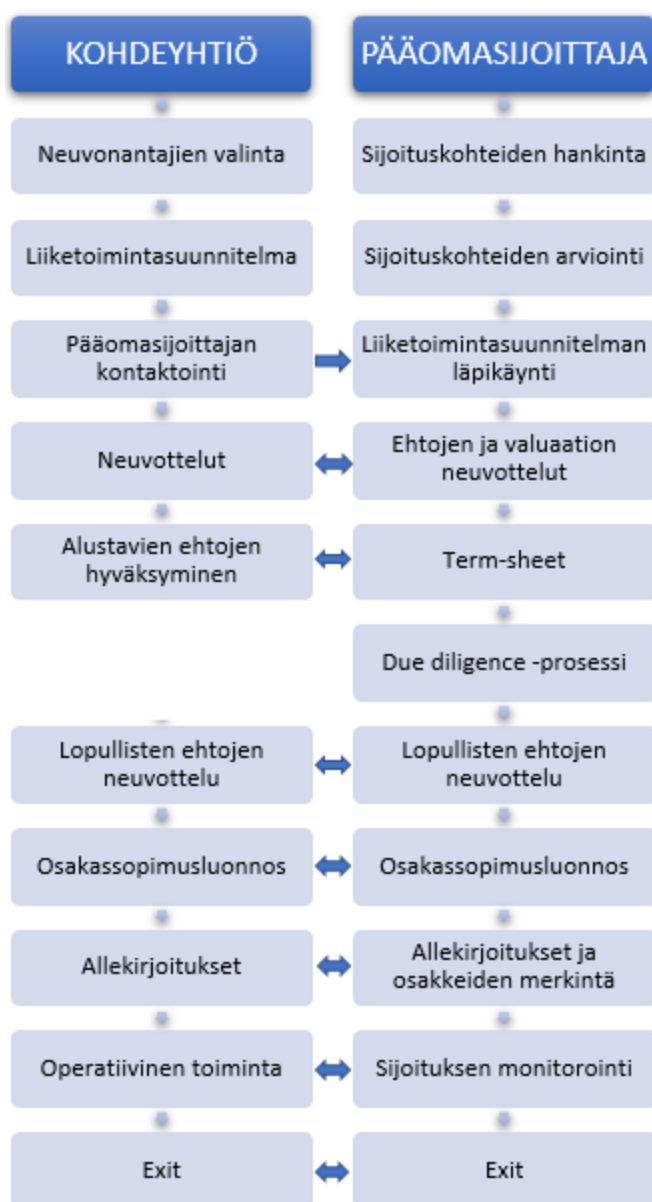 KOHDEYHTIÖ
PÄÄOMASIJOITTAJA
Neuvonantajien valinta
Sijoituskohteiden hankinta
Liiketoimintasuunnitelma
Sijoituskohteiden arviointi
Pääomasijoittajan
kontaktointi
Liiketoimintasuunnitelman
läpikäynti
Neuvottelut
Ehtojen ja valuaation
neuvottelut
Alustavien ehtojen
hyväksyminen
Term-sheet
Due diligence -prosessi
Lopullisten ehtojen
neuvottelu
Lopullisten ehtojen
neuvottelu
Osakassopimusluonnos
Osakassopimusluonnos
Allekirjoitukset
Allekirjoitukset ja
osakkeiden merkintä
Operatiivinen toiminta
Sijoituksen monitorointi
Exit
Exit